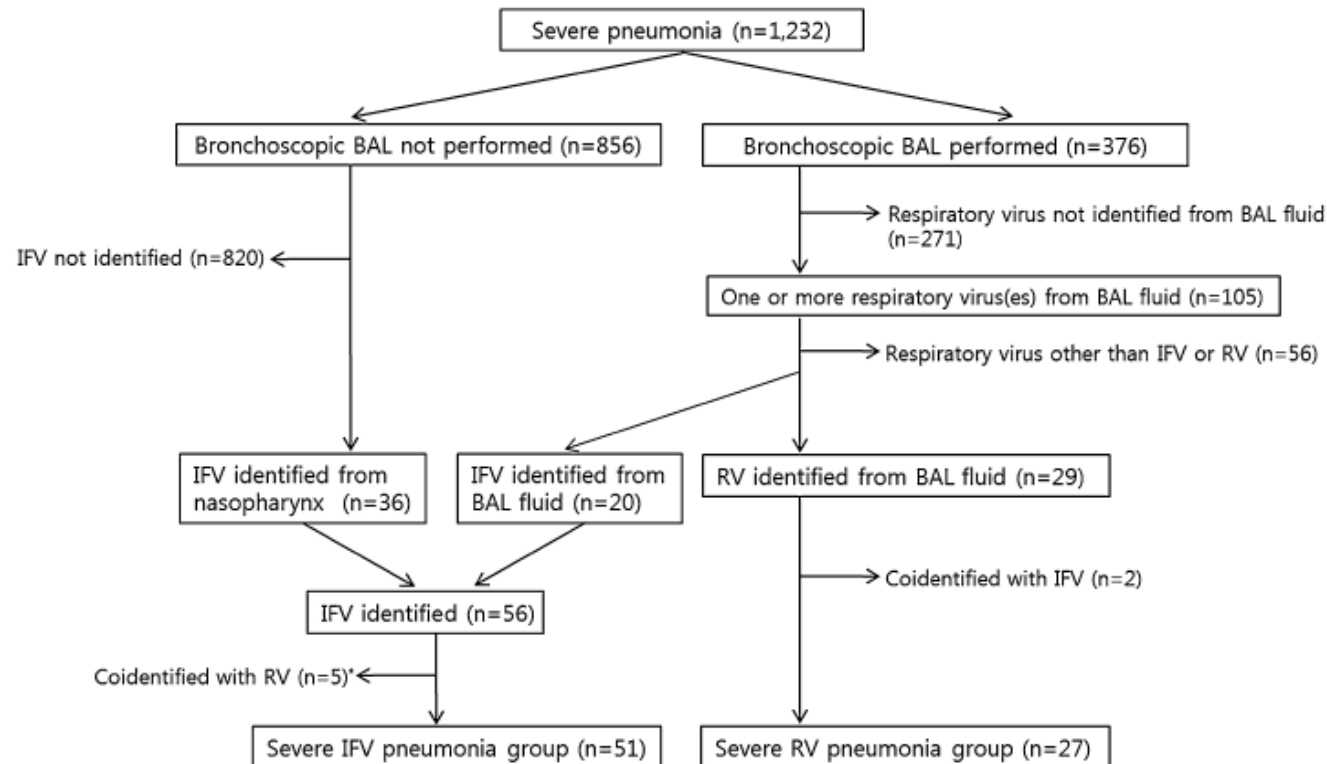 Severe pneumonia (n=1,232)
Bronchoscopic BAL not performed (n=856)
Bronchoscopic BAL performed (n=376)
Respiratory virus not identified from BAL fluid
(n=271)
IFV not identified (n=820)
One or more respiratory virus(es) from BAL fluid (n=105)
Respiratory virus other than IFV or RV (n=56)
IFV identified from
nasopharynx (n=36)
IFV identified from
BAL fluid (n=20)
RV identified from BAL fluid (n=29)
Coidentified with IFV (n=2)
IFV identified (n=56)
Coidentified with RV (n=5)*
Severe IFV pneumonia group (n=51)
Severe RV pneumonia group (n=27)